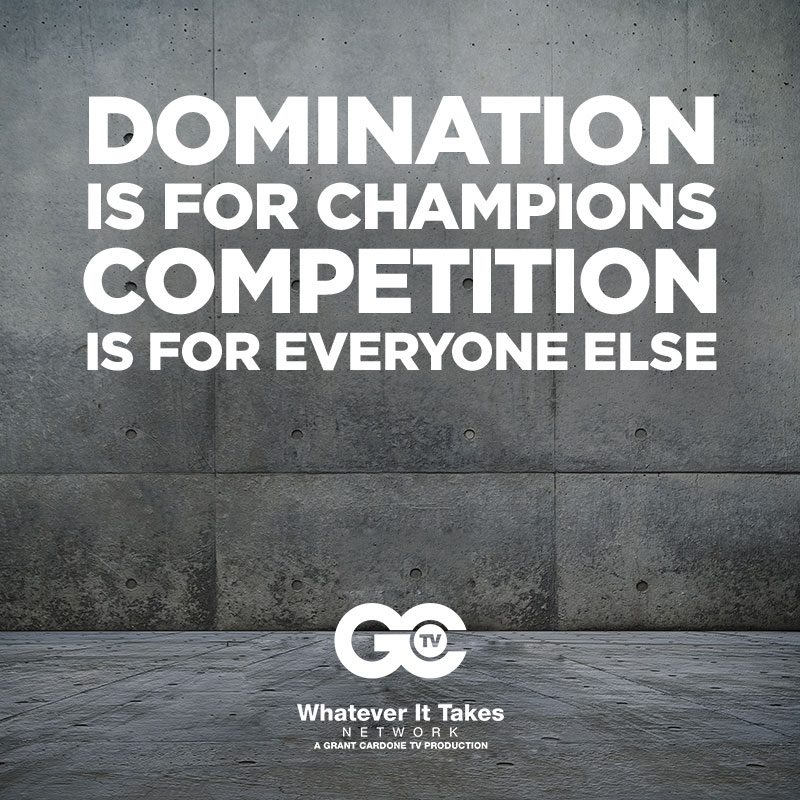 DOMINATION
IS FOR CHAMPIONS
COMPETITION
IS FOR EVERYONE ELSE
GC
TV
Whatever It Takes
NETWORK
A GRANT CARDONE TV PRODUCTION